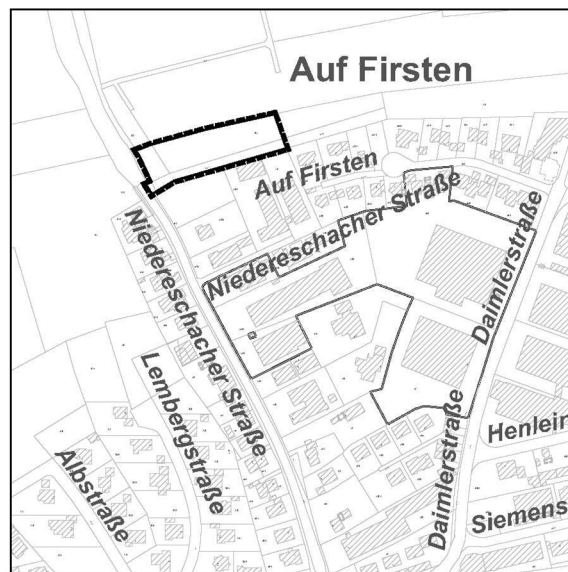 Auf Firsten
Auf Firsten
Niedereschacher Straße
Niedereschacher Straße
Daimlerstraße
Lembergstraße
Albstraße
Daimlerstraße
Henlein
Siemens